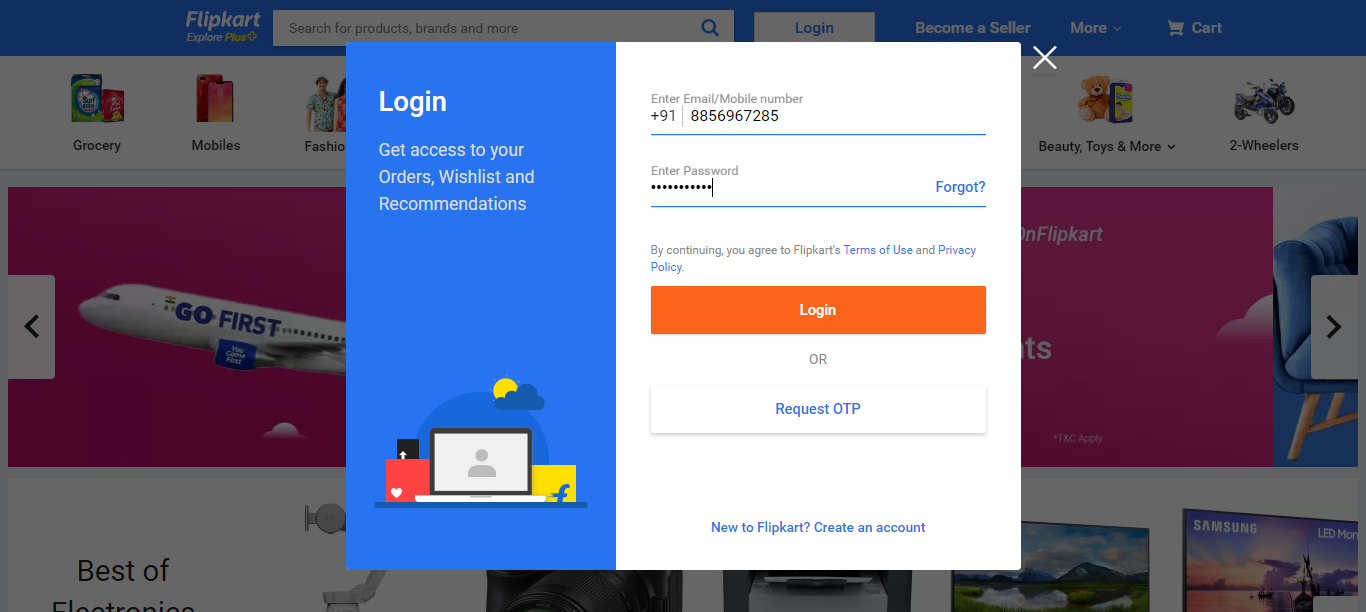 Flipkart
Explore Plus
Search for products, brands and more
Login
Become a Seller
More
Cart
Grocery
Mobiles
Fashio
Beauty, Toys & More
2-Wheelers
Login
Get access to your
Orders, Wishlist and
Recommendations
Enter Email/Mobile number
+91 8856967285
Enter Password
•••••••••••
Forgot?
By continuing, you agree to Flipkart's Terms of Use and Privacy
Policy.
Login
OR
Request OTP
New to Flipkart? Create an account
GO FIRST
You
Come
First
OnFlipkart
nts
*T&C Apply
Best of
Electronics
SAMSUNG
LED Mon